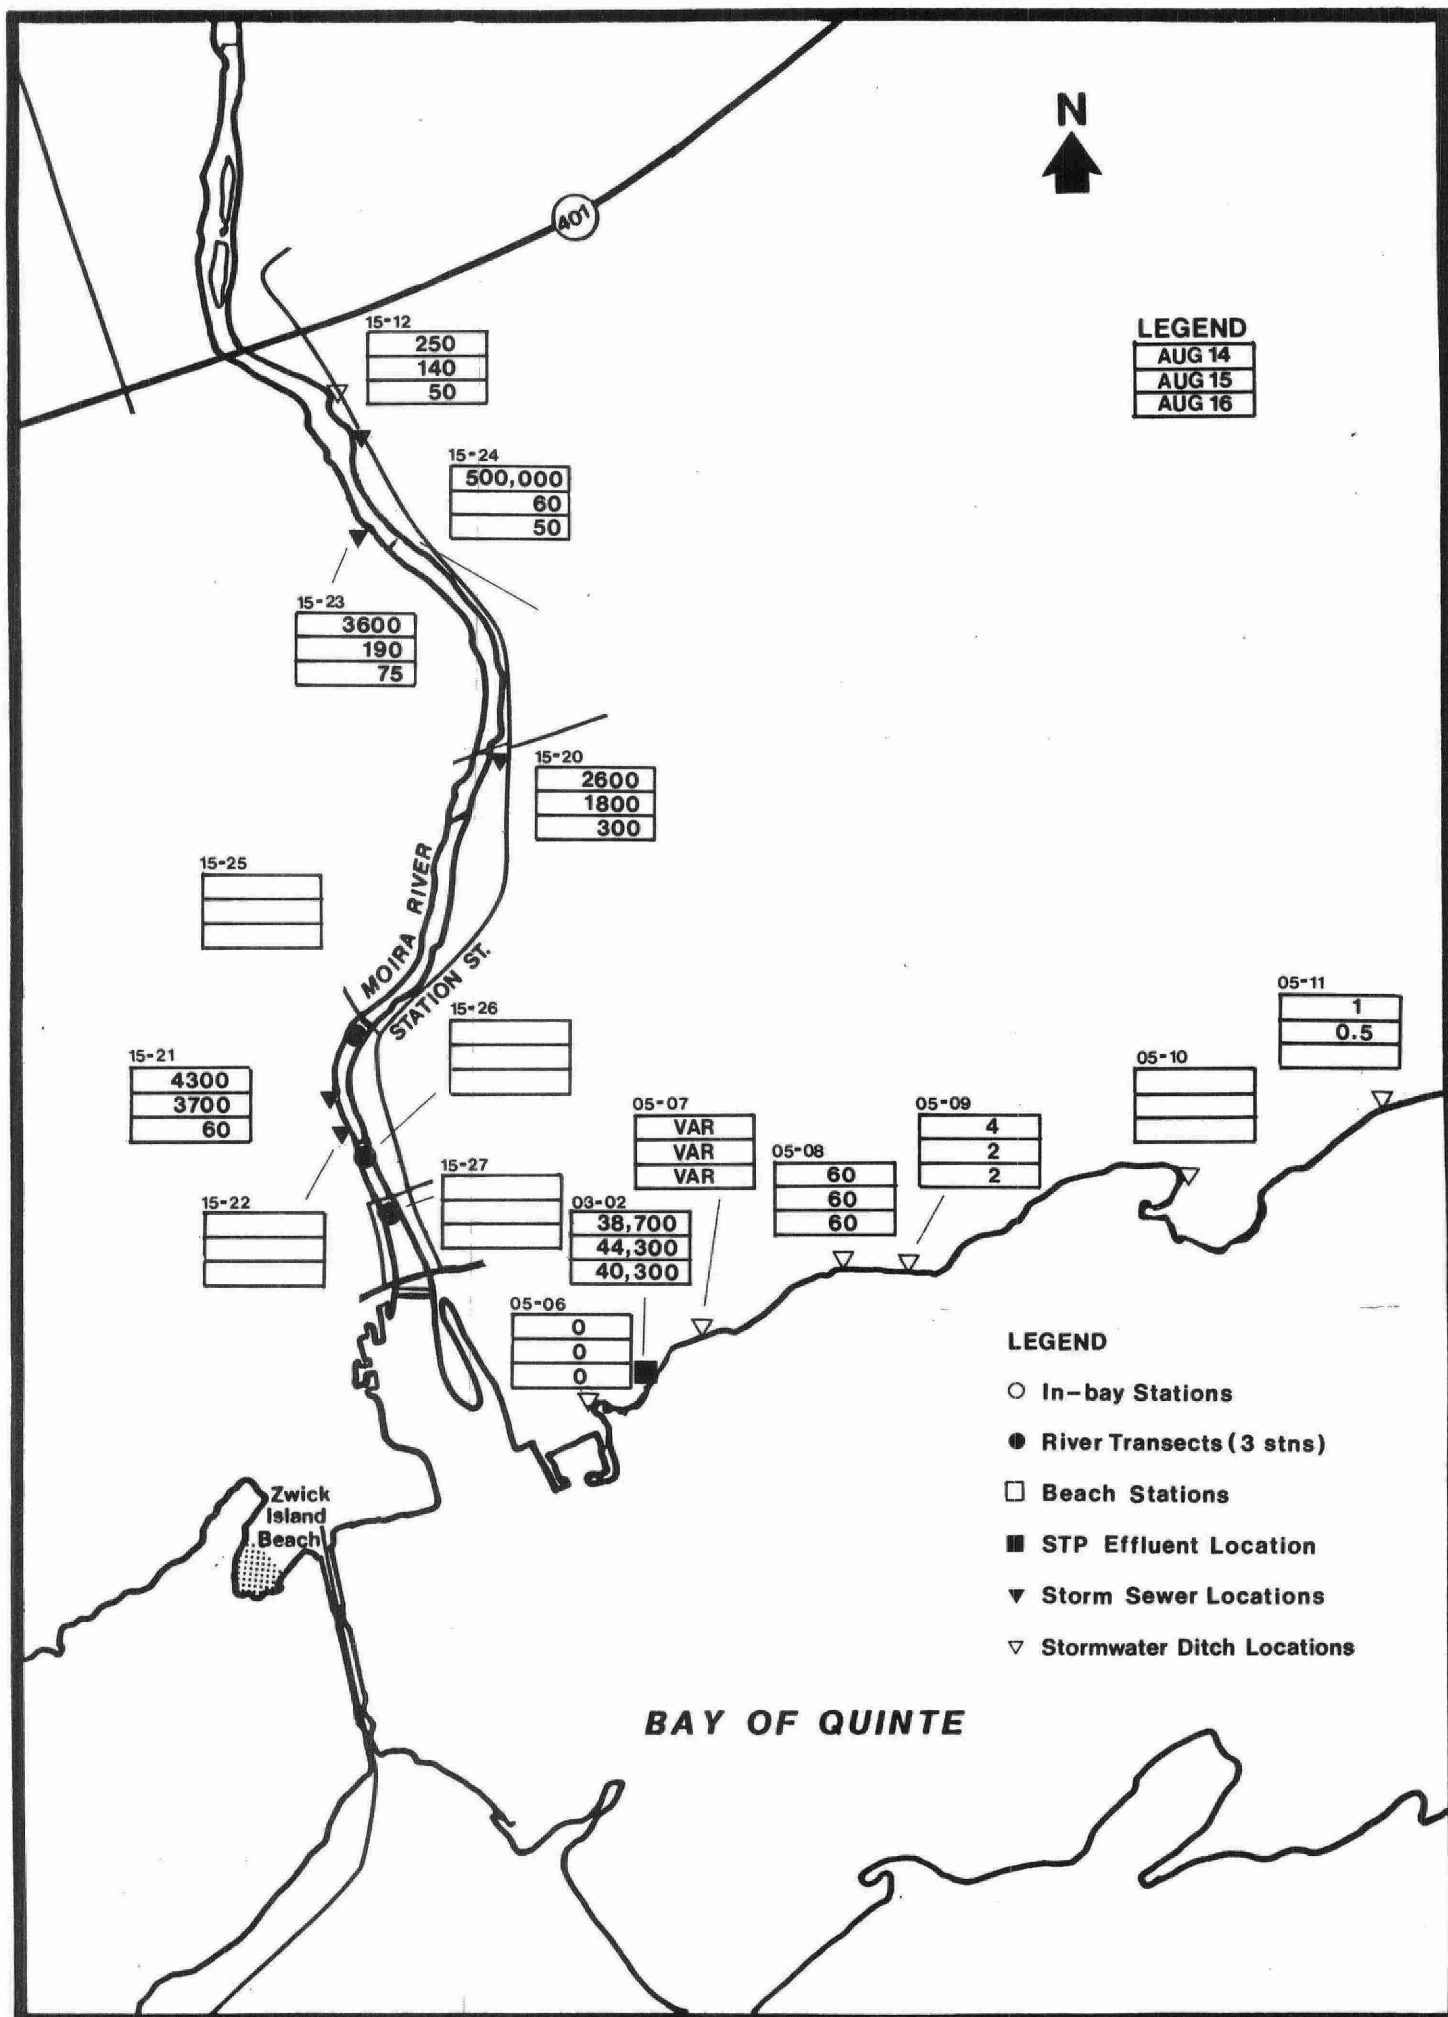 N
401
LEGEND
AUG 14
AUG 15
AUG 16
15-12
250
140
50
15-24
500,000
60
50
15-23
3600
190
75
15-20
2600
1800
300
15-25
MOIRA RIVER
STATION ST.
15-26
15-21
4300
3700
60
15-22
15-27
03-02
38,700
44,300
40,300
05-06
0
0
0
05-07
VAR
VAR
VAR
05-08
60
60
60
05-09
4
2
2
05-10
05-11
1
0.5
Zwick
Island
Beach
LEGEND
In-bay Stations
River Transects (3 stns)
Beach Stations
STP Effluent Location
Storm Sewer Locations
Stormwater Ditch Locations
BAY OF QUINTE